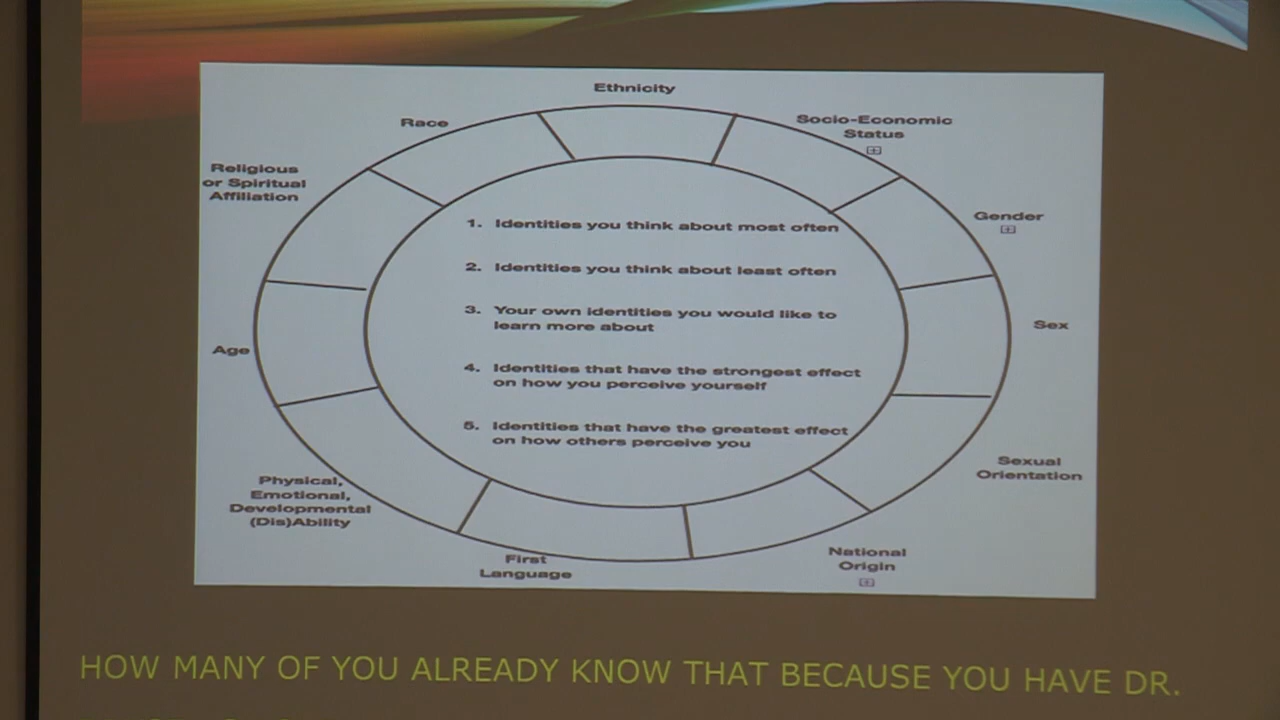 Ethnicity
Race
Socio-Economic
Status
Religious
or Spiritual
Affiliation
Gender
1. Identities you think about most often
2. Identities you think about least often
3. Your own identities you would like to
learn more about
Sex
Age
4. Identities that have the strongest effect
on how you perceive yourself
5. Identities that have the greatest effect
on how others perceive you
Sexual
Orientation
Physical,
Emotional,
Developmental
(Dis)Ability
First
Language
National
Origin
HOW MANY OF YOU ALREADY KNOW THAT BECAUSE YOU HAVE DR.